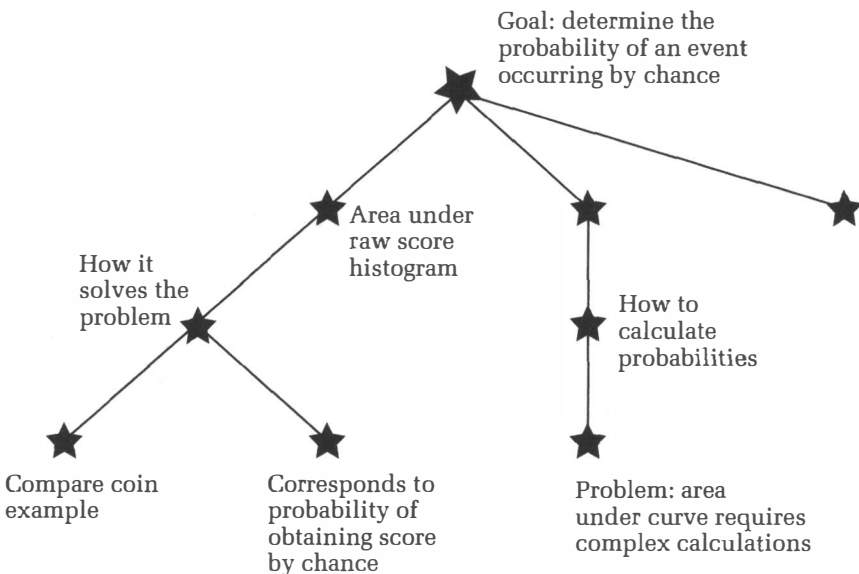 Goal: determine the
probability of an event
occurring by chance
Area under
raw score
histogram
How it
solves the
problem
How to
calculate
probabilities
Compare coin
example
Corresponds to
probability of
obtaining score
by chance
Problem: area
under curve requires
complex calculations